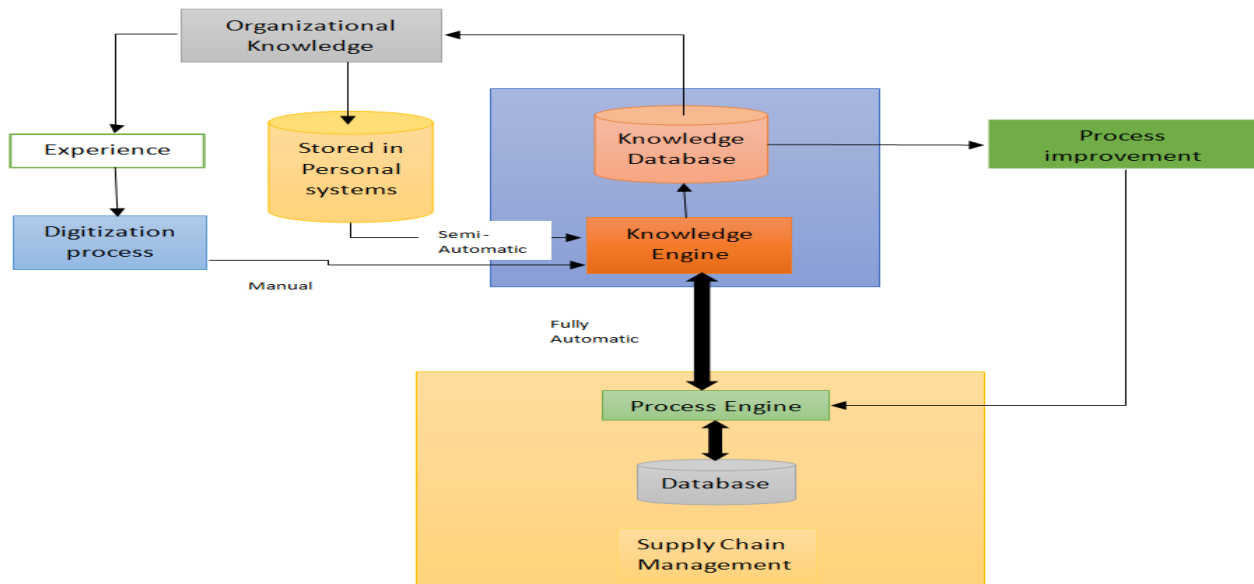 Organizational
Knowledge
Experience
Stored in
Personal
systems
Knowledge
Database
Process
improvement
Digitization
process
Semi -
Automatic
Knowledge
Engine
Manual
Fully
Automatic
Process Engine
Database
Supply Chain
Management